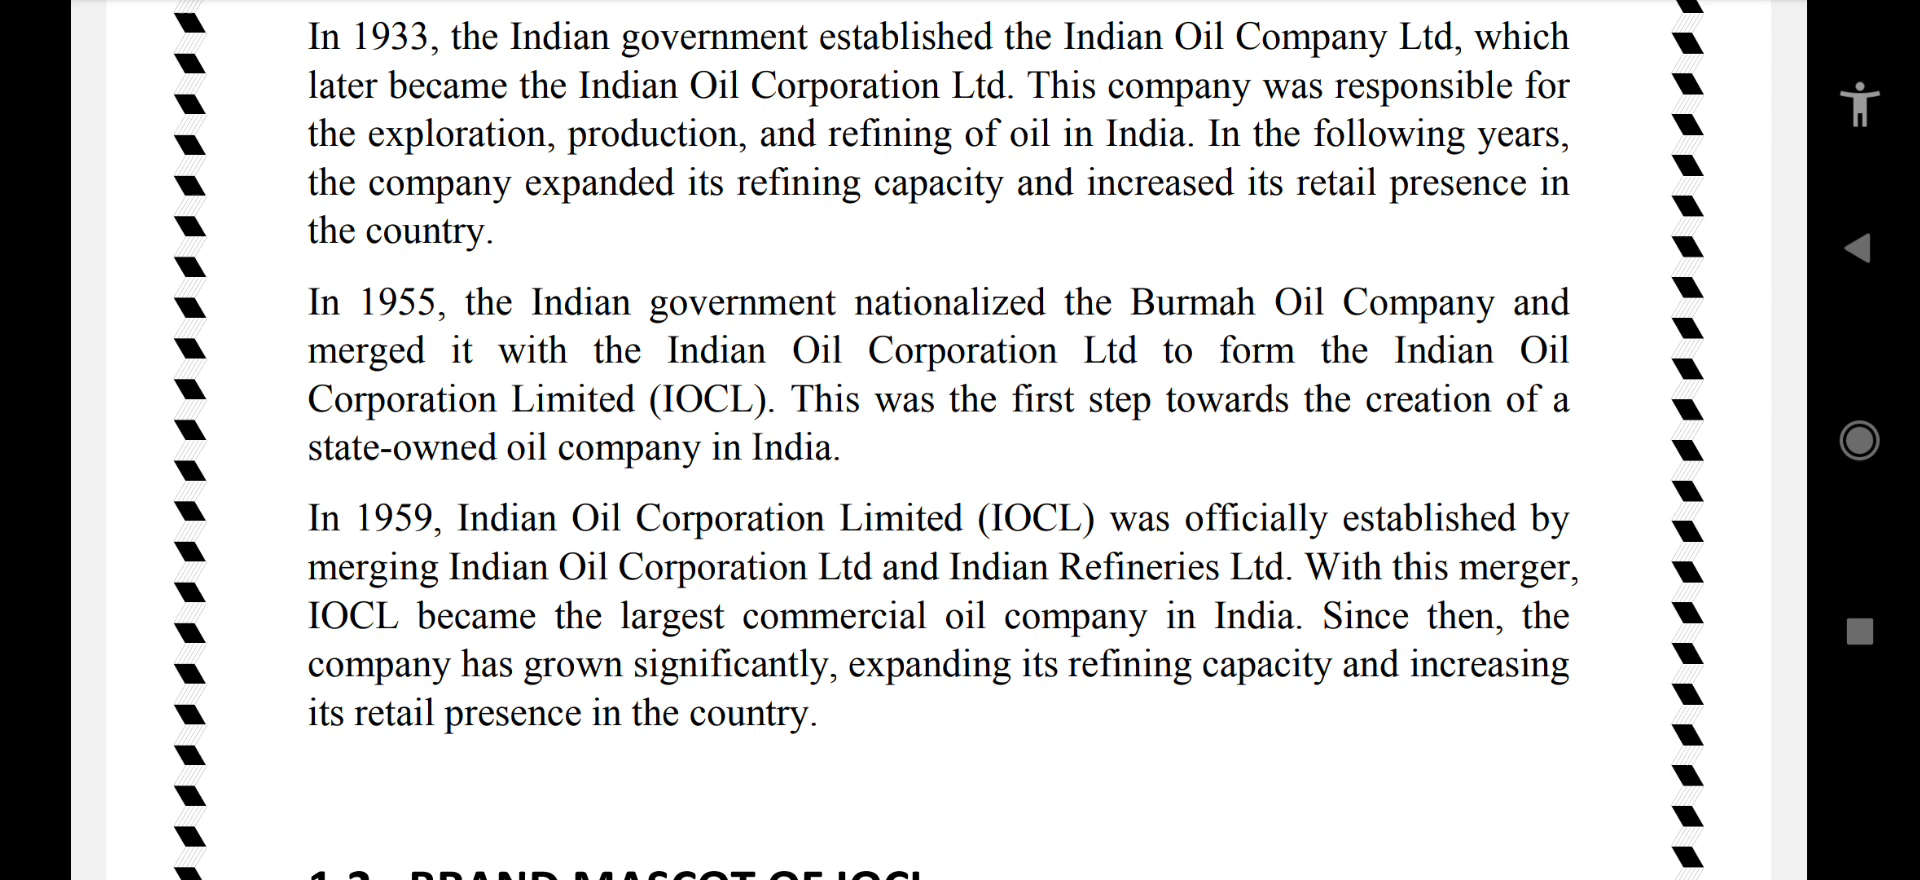 In 1933, the Indian government established the Indian Oil Company Ltd, which
later became the Indian Oil Corporation Ltd. This company was responsible for
the exploration, production, and refining of oil in India. In the following years,
the company expanded its refining capacity and increased its retail presence in
the country.
In 1955, the Indian government nationalized the Burmah Oil Company and
merged it with the Indian Oil Corporation Ltd to form the Indian Oil
Corporation Limited (IOCL). This was the first step towards the creation of a
state-owned oil company in India.
In 1959, Indian Oil Corporation Limited (IOCL) was officially established by
merging Indian Oil Corporation Ltd and Indian Refineries Ltd. With this merger,
IOCL became the largest commercial oil company in India. Since then, the
company has grown significantly, expanding its refining capacity and increasing
its retail presence in the country.
BRAND MASCOT OF IOCL